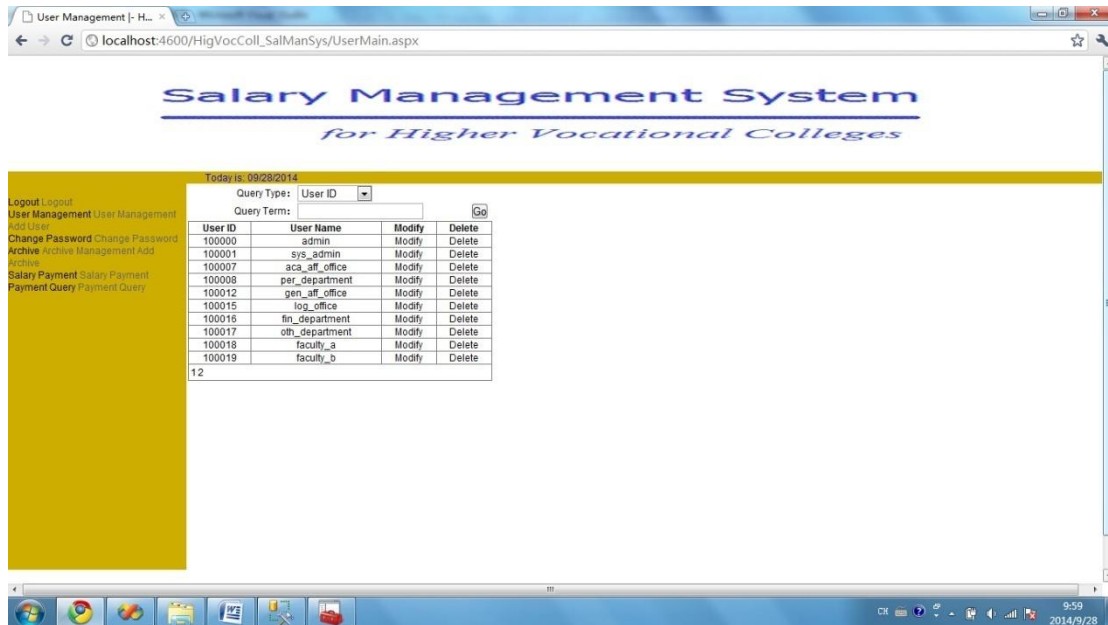 User Management |- H...
localhost:4600/HigVocColl_SalManSys/UserMain.aspx
Salary Management System
for Higher Vocational Colleges
Today is: 09/28/2014
Logout Logout
User Management User Management
Add User
Change Password Change Password
Archive Archive Management Add
Archive
Salary Payment Salary Payment
Payment Query Payment Query
Query Type: User ID
Query Term: Go
User ID User Name Modify Delete
100000 admin Modify Delete
100001 sys_admin Modify Delete
100007 aca_aff_office Modify Delete
100008 per_department Modify Delete
100012 gen_aff_office Modify Delete
100015 log_office Modify Delete
100016 fin_department Modify Delete
100017 oth_department Modify Delete
100018 faculty_a Modify Delete
100019 faculty_b Modify Delete
1 2
CH
9:59
2014/9/28